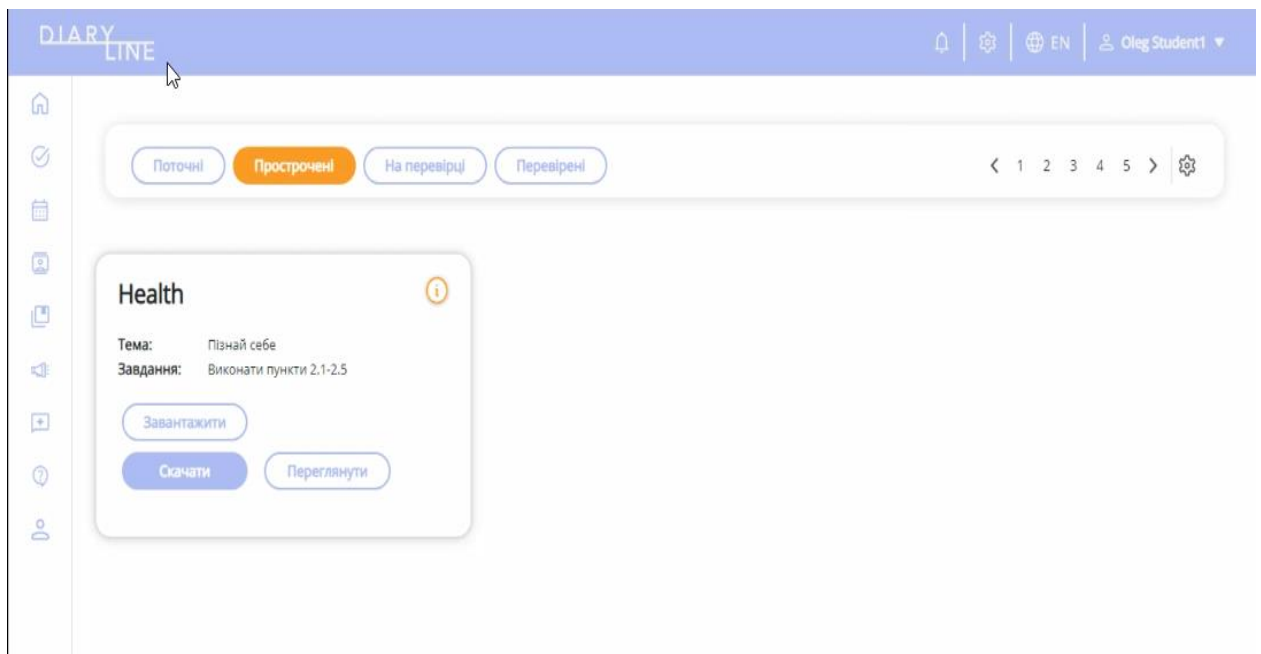 DIARY
LINE
EN
Oleg Student1
Поточні
Прострочені
На перевірці
Перевірені
1 2 3 4 5
Health
Тема: Пізнай себе
Завдання: Виконати пункти 2.1-2.5
Завантажити
Скачати
Переглянути